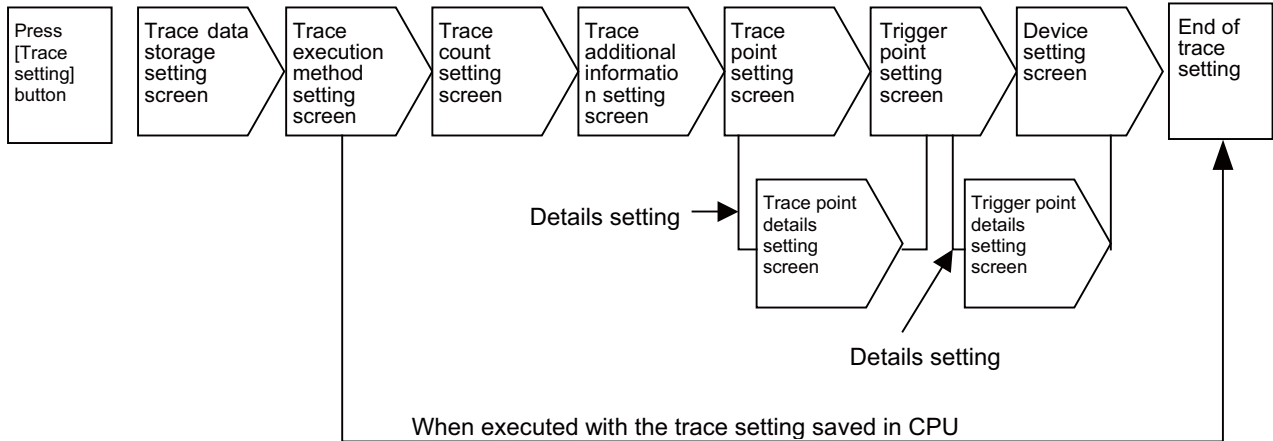 Press
[Trace
setting]
button
Trace data
storage
setting
screen
Trace
execution
method
setting
screen
Trace
count
setting
screen
Trace
additional
informatio
n setting
screen
Trace
point
setting
screen
Trigger
point
setting
screen
Device
setting
screen
End of
trace
setting
Details setting
Trace point
details
setting
screen
Trigger point
details
setting
screen
Details setting
When executed with the trace setting saved in CPU